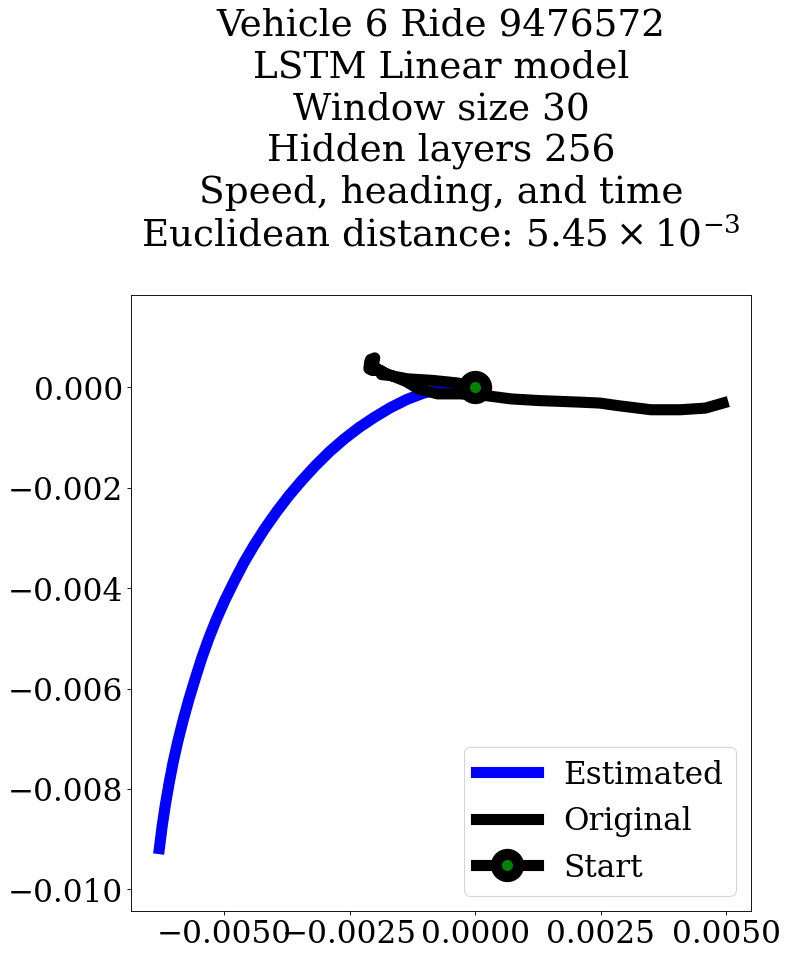 Vehicle 6 Ride 9476572
LSTM Linear model
Window size 30
Hidden layers 256
Speed, heading, and time
Euclidean distance: 5.45 × 10⁻³
0.000
−0.002
−0.004
−0.006
−0.008
−0.010
−0.0050
−0.0025
0.0000
0.0025
0.0050
Estimated
Original
Start